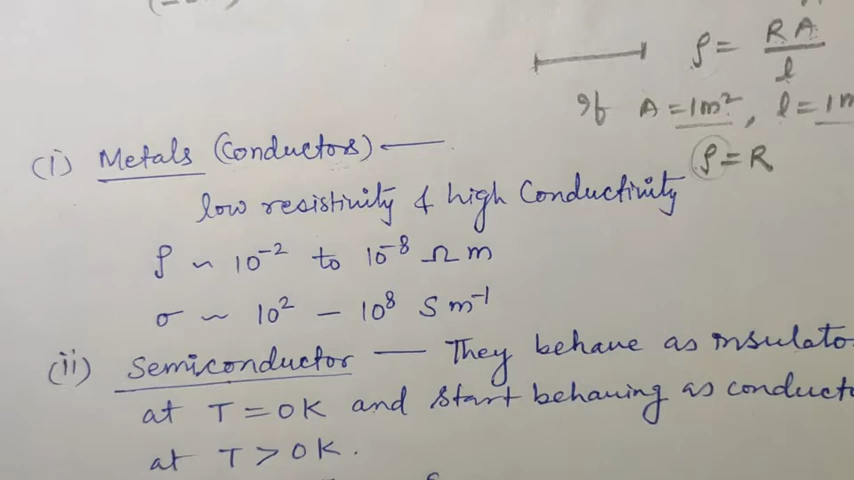 ρ = RA/l
If A = 1m², l = 1m
ρ = R
(i) Metals (Conductors) —
low resistivity & high Conductivity
ρ ~ 10⁻² to 10⁻⁸ Ω m
σ ~ 10² – 10⁸ S m⁻¹
(ii) Semiconductor — They behave as insulato
at T = 0K and start behaving as conduct
at T > 0K.